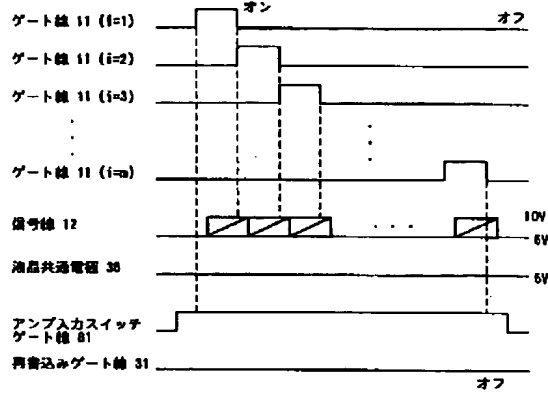 ゲート線 11 (i=1)
オン
オフ
ゲート線 11 (i=2)
ゲート線 11 (i=3)
ゲート線 11 (i=m)
信号線 12
10V
6V
液晶共通電極 36
6V
アンプ入力スイッチ
ゲート線 81
再書込みゲート線 31
オフ